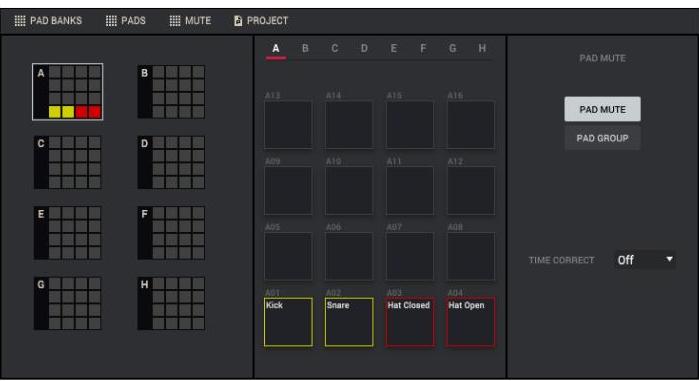 PAD BANKS PADS MUTE PROJECT
A B C D E F G H
PAD MUTE
A B
A13 A14 A15 A16
PAD MUTE
PAD GROUP
C D
A09 A10 A11 A12
E F
A05 A06 A07 A08
TIME CORRECT Off
G H
A01 A02 A03 A04
Kick Snare Hat Closed Hat Open